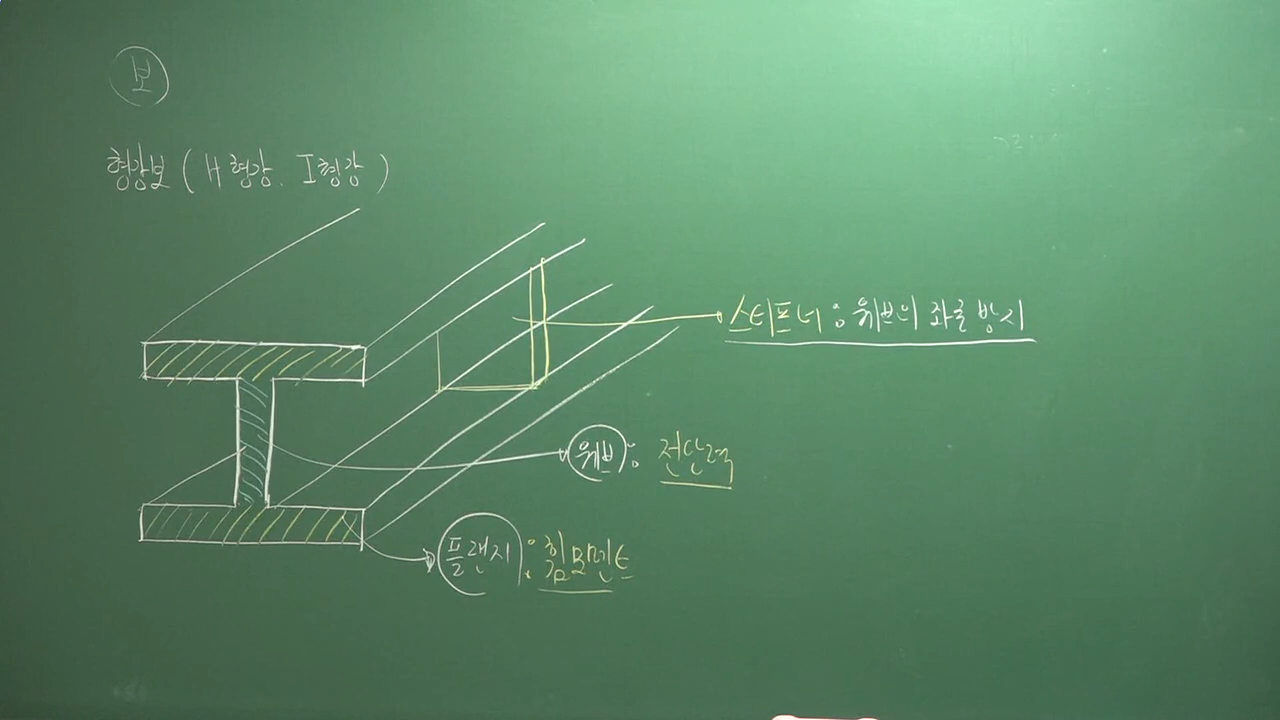 보
형강보 ( H형강. I형강 )
스티프너 : 웨브의 좌굴 방지
웨브 : 전단력
플랜지 : 휨모멘트